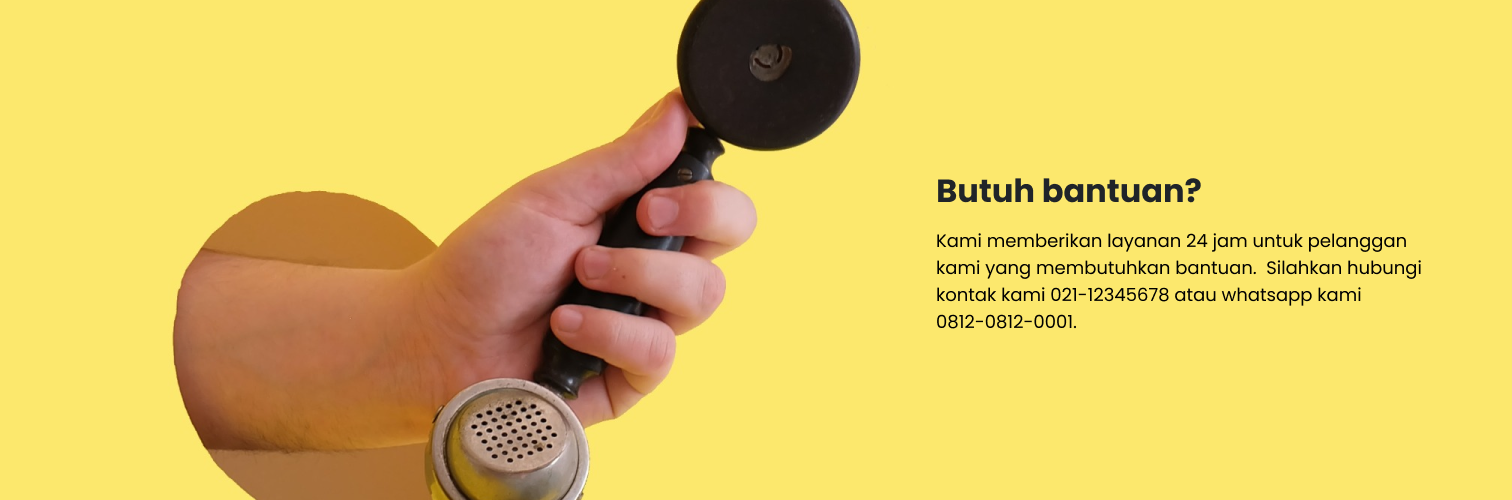 Butuh bantuan?
Kami memberikan layanan 24 jam untuk pelanggan
kami yang membutuhkan bantuan.  Silahkan hubungi
kontak kami 021-12345678 atau whatsapp kami
0812-0812-0001.